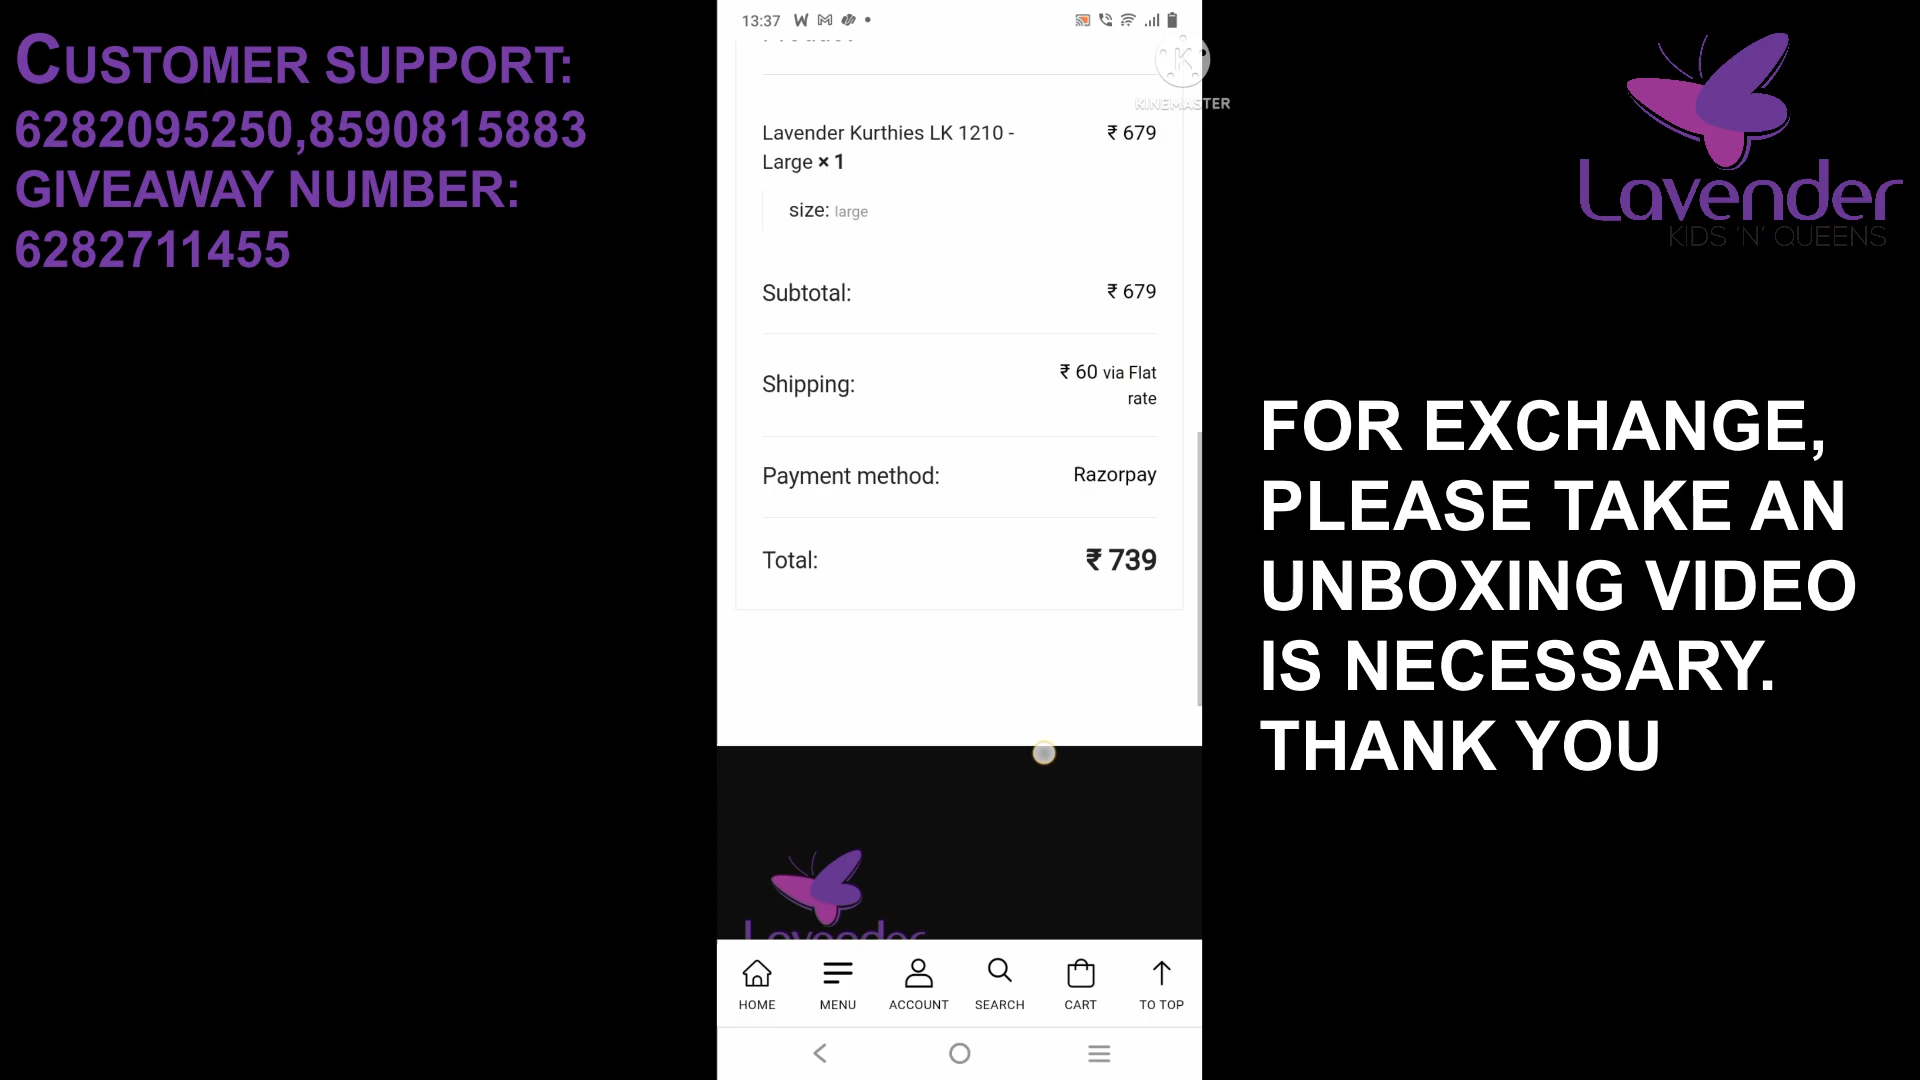 CUSTOMER SUPPORT:
6282095250,8590815883
GIVEAWAY NUMBER:
6282711455
13:37
KINEMASTER
Lavender Kurthies LK 1210 -
Large × 1
₹ 679
size: large
Subtotal: ₹ 679
Shipping: ₹ 60 via Flat
rate
Payment method: Razorpay
Total: ₹ 739
Lavender
HOME MENU ACCOUNT SEARCH CART TO TOP
Lavender
KIDS 'N' QUEENS
FOR EXCHANGE,
PLEASE TAKE AN
UNBOXING VIDEO
IS NECESSARY.
THANK YOU